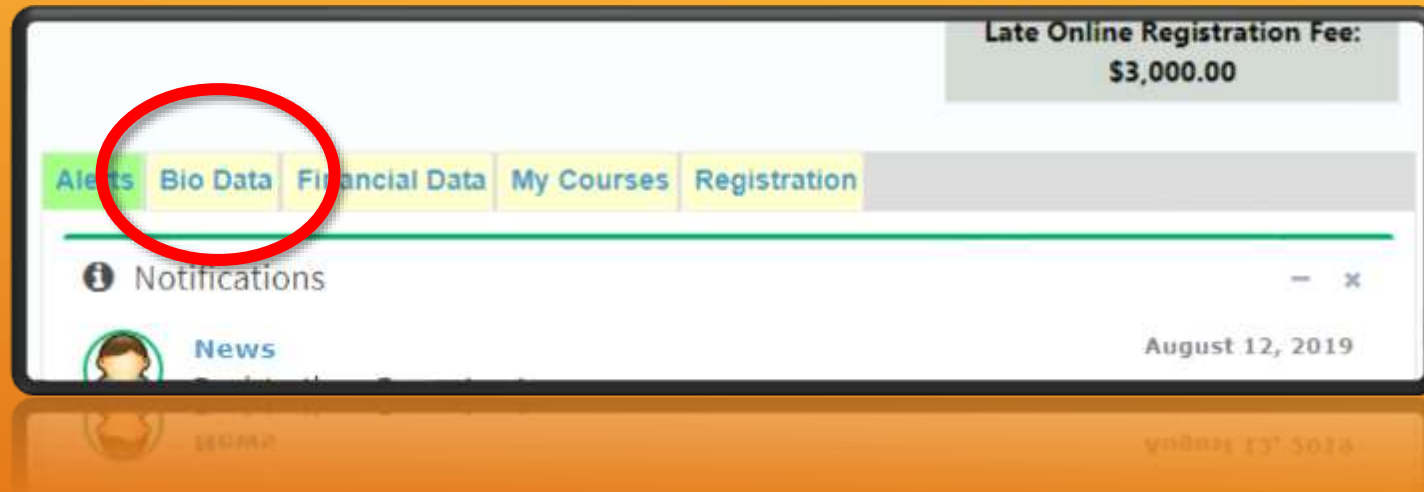 Late Online Registration Fee:
$3,000.00
Alerts Bio Data Financial Data My Courses Registration
Notifications
News August 12, 2019